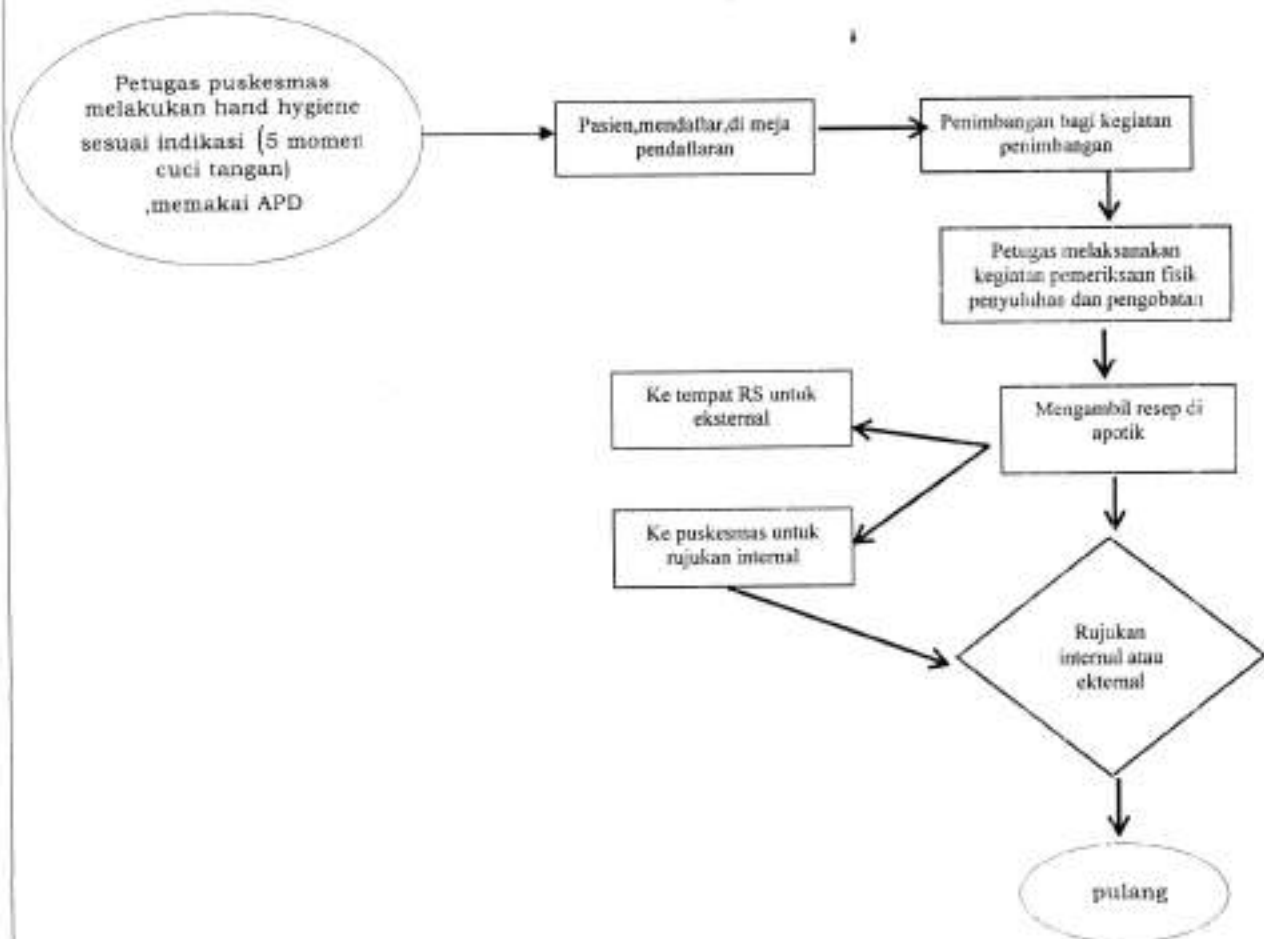 Petugas puskesmas
melakukan hand hygiene
sesuai indikasi (5 momen
cuci tangan)
,memakai APD
Pasien,mendaftar,di meja
pendaftaran
Penimbangan bagi kegiatan
penimbangan
Petugas melaksanakan
kegiatan pemeriksaan fisik
penyuluhan dan pengobatan
Ke tempat RS untuk
eksternal
Mengambil resep di
apotik
Ke puskesmas untuk
rujukan internal
Rujukan
internal atau
ekternal
pulang